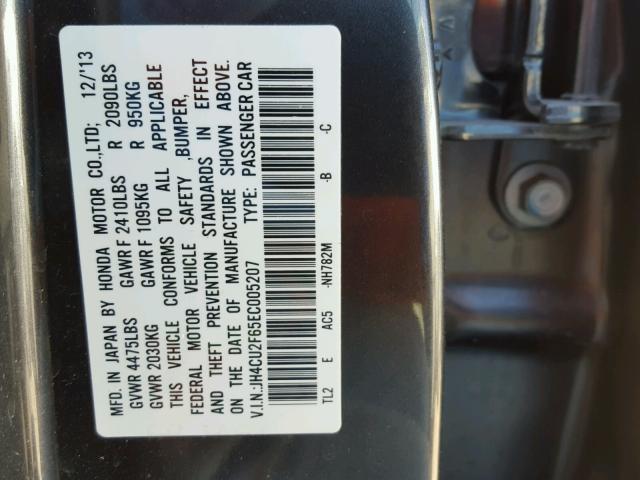 MFD. IN JAPAN BY HONDA MOTOR CO.,LTD; 12/'13
GVWR 4475LBS GAWR F 2410LBS R 2090LBS
GVWR 2030KG GAWR F 1095KG R 950KG
THIS VEHICLE CONFORMS TO ALL APPLICABLE
FEDERAL MOTOR VEHICLE SAFETY ,BUMPER,
AND THEFT PREVENTION STANDARDS IN EFFECT
ON THE DATE OF MANUFACTURE SHOWN ABOVE.
V.I.N.:JH4CU2F65EC005207 TYPE: PASSENGER CAR
TL2 E AC5 -NH782M -B -C